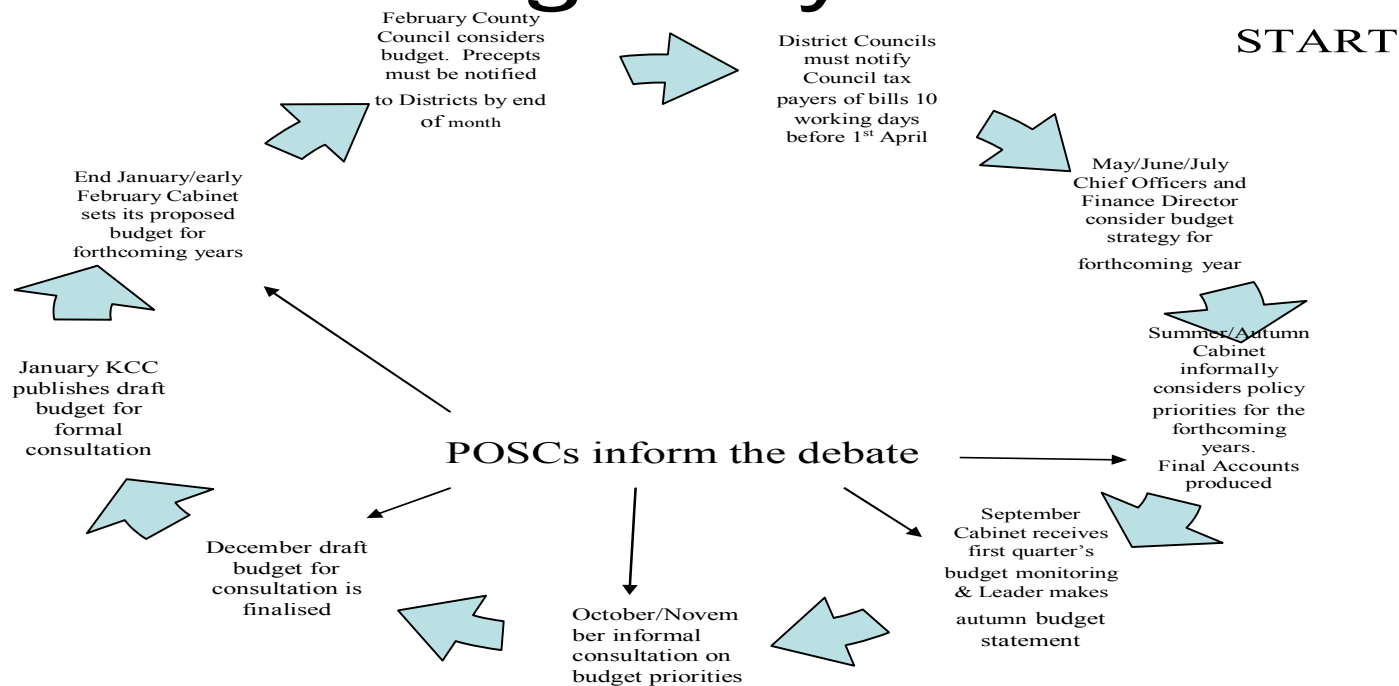 START
May/June/July
Chief Officers and
Finance Director
consider budget
strategy for
forthcoming year
Summer/Autumn
Cabinet
informally
considers policy
priorities for the
forthcoming
years.
Final Accounts
produced
September
Cabinet receives
first quarter’s
budget monitoring
& Leader makes
autumn budget
statement
October/Novem
ber informal
consultation on
budget priorities
December draft
budget for
consultation is
finalised
January KCC
publishes draft
budget for
formal
consultation
End January/early
February Cabinet
sets its proposed
budget for
forthcoming years
February County
Council considers
budget. Precepts
must be notified
to Districts by end
of month
District Councils
must notify
Council tax
payers of bills 10
working days
before 1st April
POSCs inform the debate